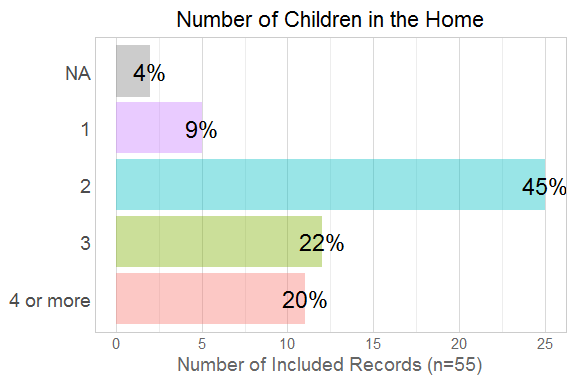 Number of Children in the Home
NA 4%
1 9%
2 45%
3 22%
4 or more 20%
0 5 10 15 20 25
Number of Included Records (n=55)